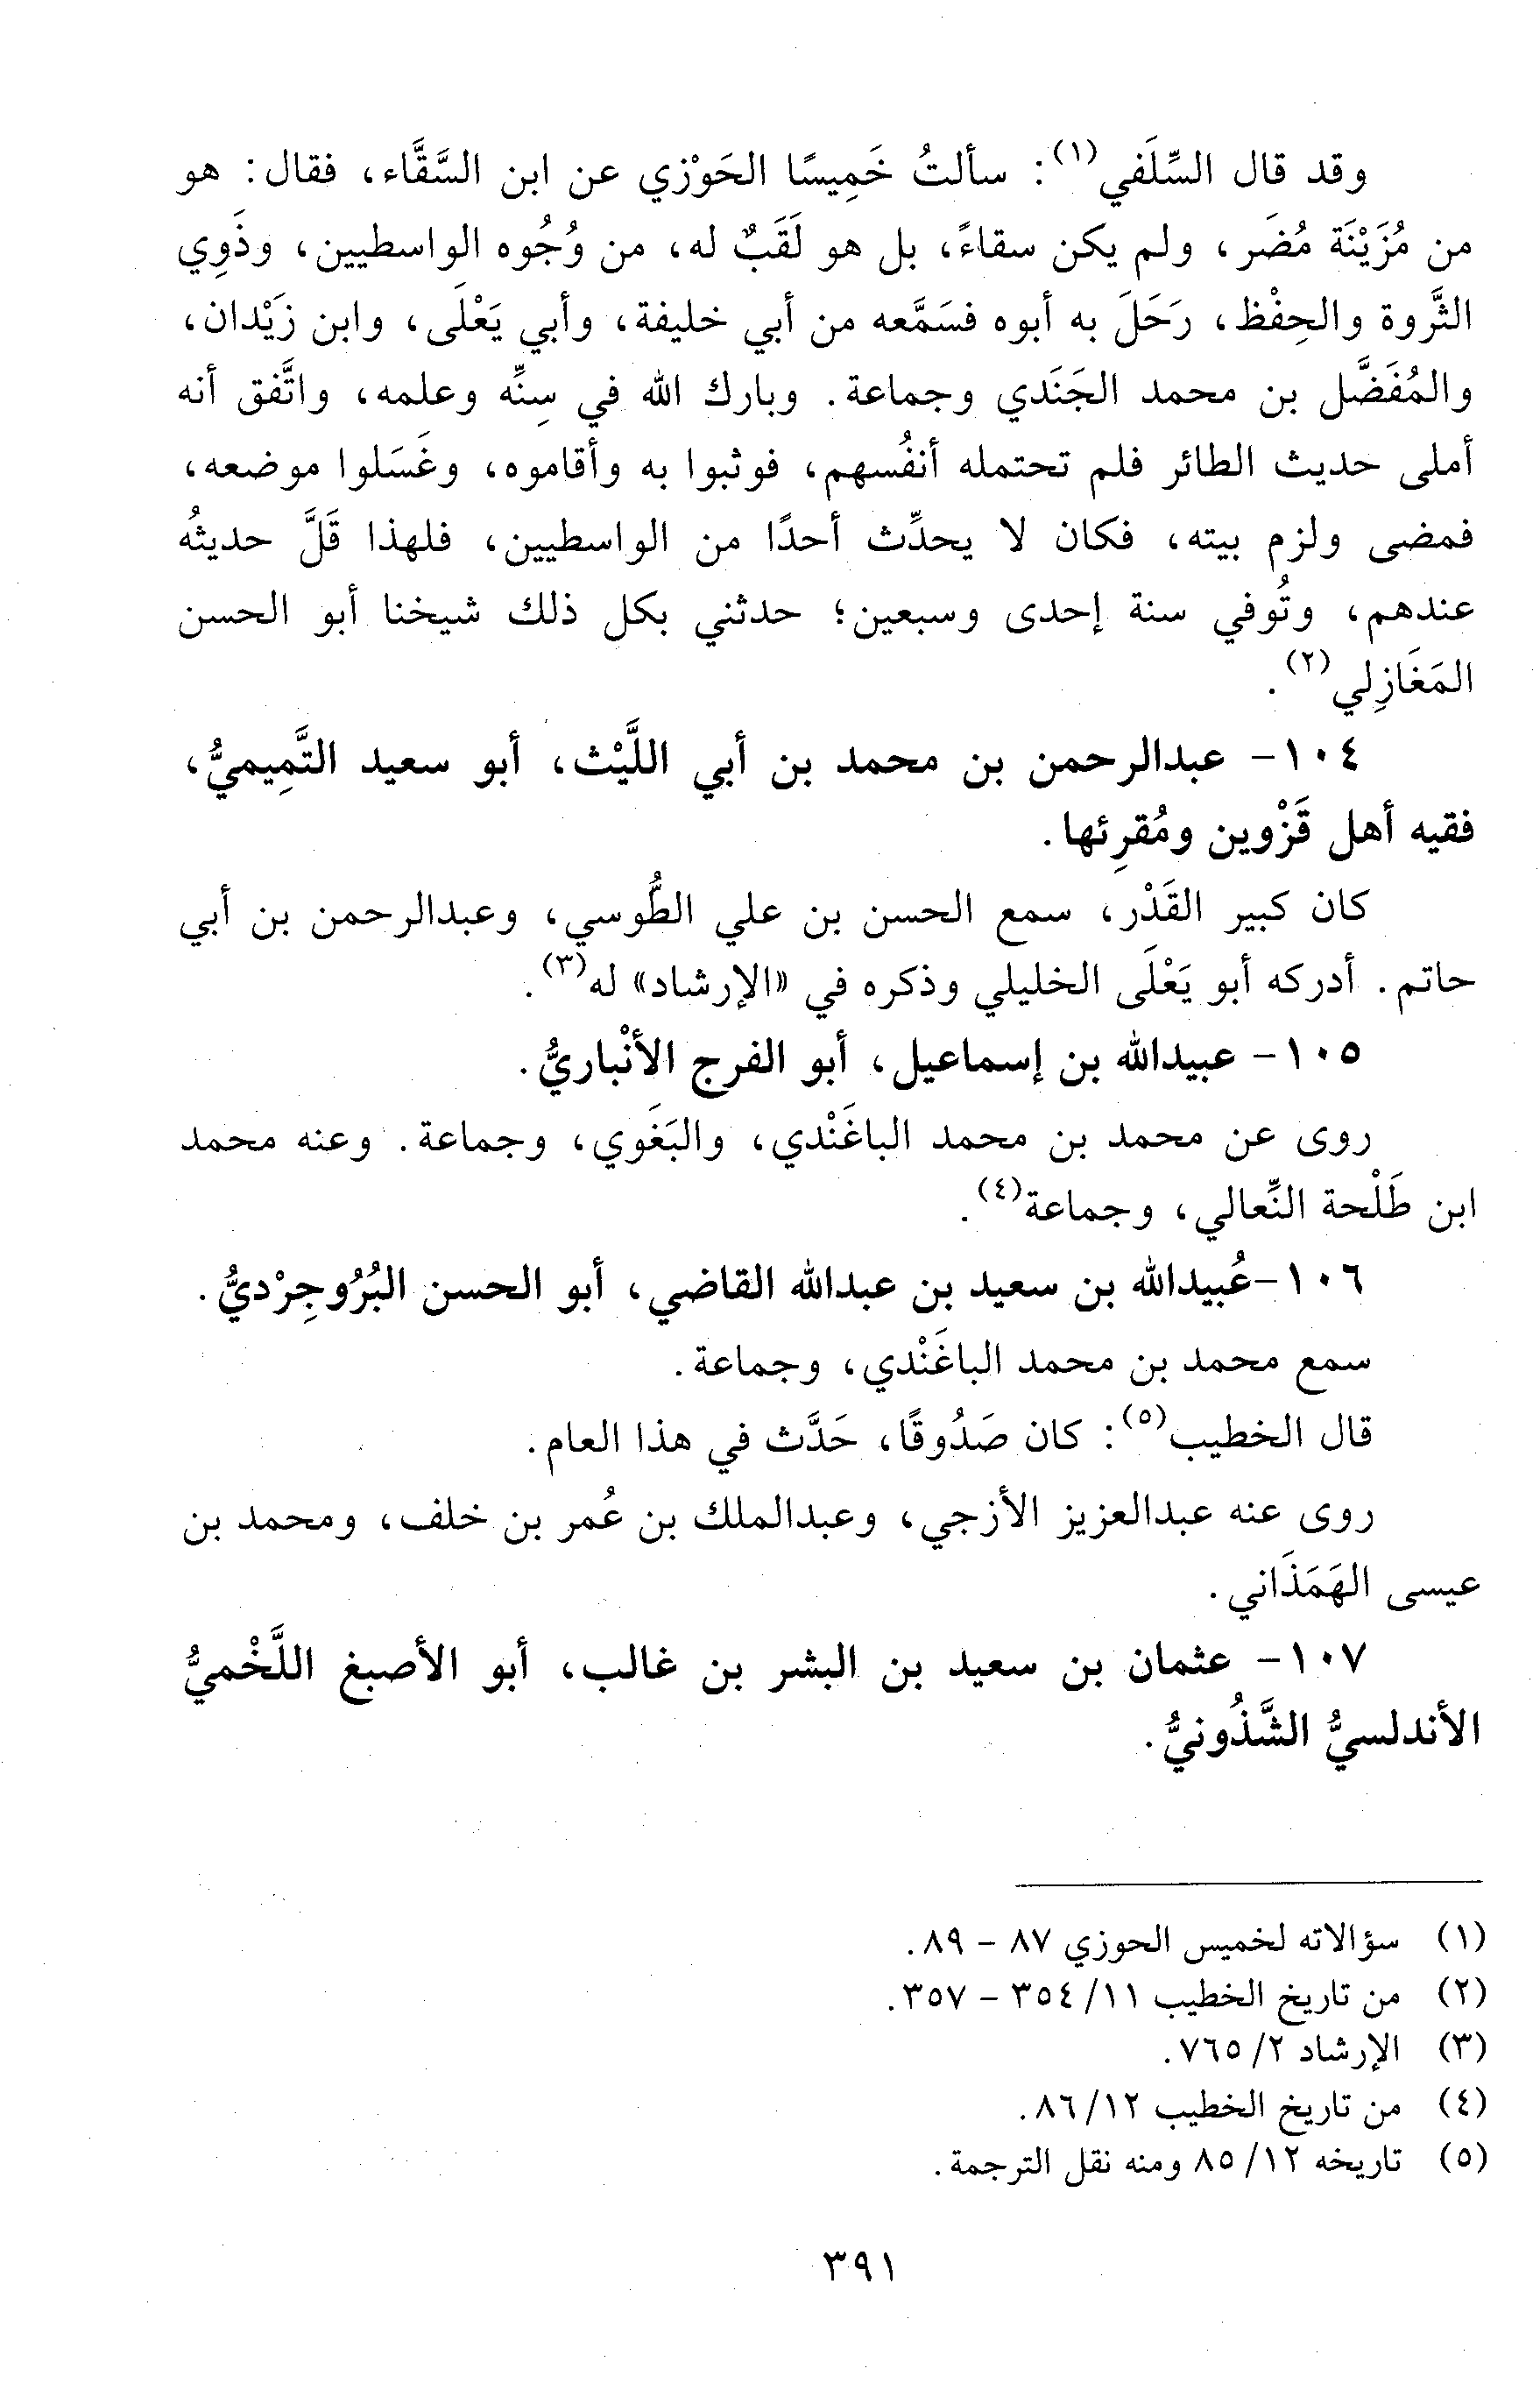 وقد قال السِّلَفي(١): سألتُ خَمِيسًا الحَوْزي عن ابن السَّقَّاء، فقال: هو
من مُزَيْنَة مُضَر، ولم يكن سقاءً، بل هو لَقَبٌ له، من وُجُوه الواسطيين، وذَوِي
الثَّروة والحِفْظ، رَحَلَ به أبوه فسَمَّعه من أبي خليفة، وأبي يَعْلَى، وابن زَيْدان،
والمُفَضَّل بن محمد الجَنَدي وجماعة. وبارك الله في سِنِّه وعلمه، واتَّفق أنه
أملى حديث الطائر فلم تحتمله أنفُسهم، فوثبوا به وأقاموه، وغَسَلوا موضعه،
فمضى ولزم بيته، فكان لا يحدِّث أحدًا من الواسطيين، فلهذا قَلَّ حديثُه
عندهم، وتُوفي سنة إحدى وسبعين؛ حدثني بكل ذلك شيخنا أبو الحسن
المَغَازِلي(٢).
١٠٤- عبدالرحمن بن محمد بن أبي اللَّيْث، أبو سعيد التَّمِيميُّ،
فقيه أهل قَزْوين ومُقرِئها.
كان كبير القَدْر، سمع الحسن بن علي الطُّوسي، وعبدالرحمن بن أبي
حاتم. أدركه أبو يَعْلَى الخليلي وذكره في «الإرشاد» له(٣).
١٠٥- عبيدالله بن إسماعيل، أبو الفرج الأنْباريُّ.
روى عن محمد بن محمد الباغَنْدي، والبَغَوي، وجماعة. وعنه محمد
ابن طَلْحة النِّعالي، وجماعة(٤).
١٠٦-عُبيدالله بن سعيد بن عبدالله القاضي، أبو الحسن البُرُوجِرْديُّ.
سمع محمد بن محمد الباغَنْدي، وجماعة.
قال الخطيب(٥): كان صَدُوقًا، حَدَّث في هذا العام.
روى عنه عبدالعزيز الأزجي، وعبدالملك بن عُمر بن خلف، ومحمد بن
عيسى الهَمَذَاني.
١٠٧- عثمان بن سعيد بن البشر بن غالب، أبو الأصبغ اللَّخْميُّ
الأندلسيُّ الشَّذُونيُّ.
(١) سؤالاته لخميس الحوزي ٨٧ - ٨٩.
(٢) من تاريخ الخطيب ١١/ ٣٥٤ - ٣٥٧.
(٣) الإرشاد ٢/ ٧٦٥.
(٤) من تاريخ الخطيب ١٢/ ٨٦.
(٥) تاريخه ١٢/ ٨٥ ومنه نقل الترجمة.
٣٩١